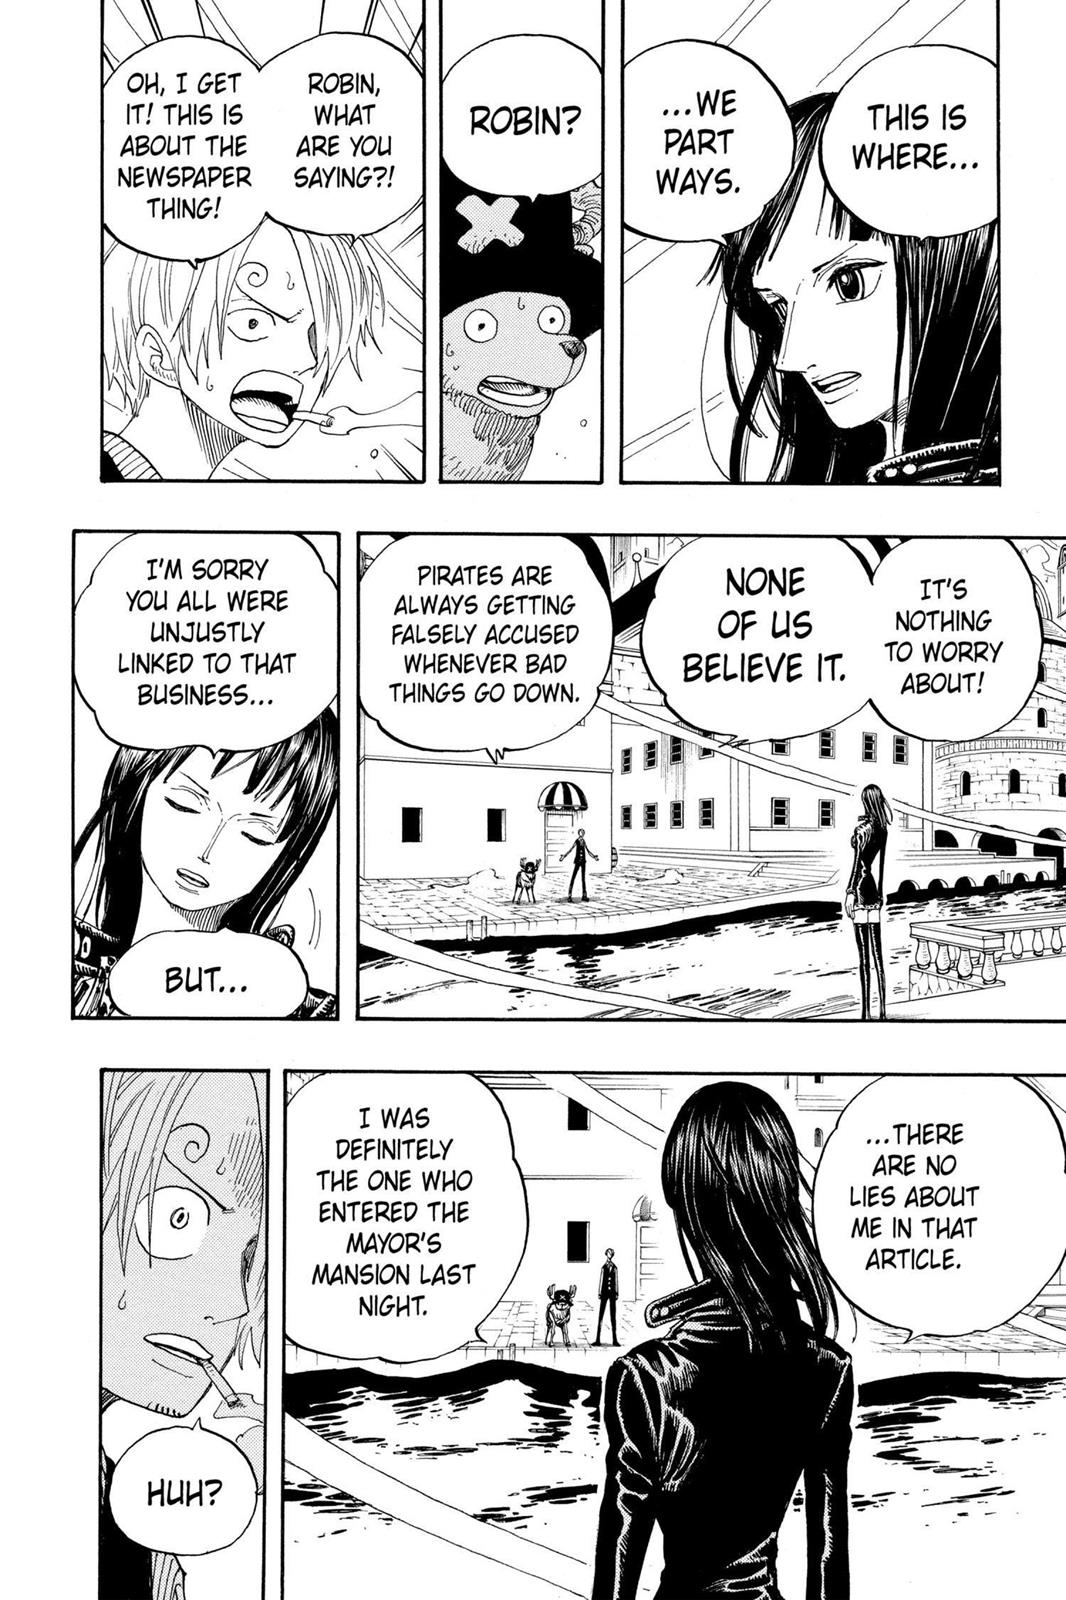 THIS IS
WHERE...
...WE
PART
WAYS.
ROBIN?
ROBIN,
WHAT
ARE YOU
SAYING?!
OH, I GET
IT! THIS IS
ABOUT THE
NEWSPAPER
THING!
IT'S
NOTHING
TO WORRY
ABOUT!
NONE
OF US
BELIEVE IT.
PIRATES ARE
ALWAYS GETTING
FALSELY ACCUSED
WHENEVER BAD
THINGS GO DOWN.
I'M SORRY
YOU ALL WERE
UNJUSTLY
LINKED TO THAT
BUSINESS...
BUT...
...THERE
ARE NO
LIES ABOUT
ME IN THAT
ARTICLE.
I WAS
DEFINITELY
THE ONE WHO
ENTERED THE
MAYOR'S
MANSION LAST
NIGHT.
HUH?